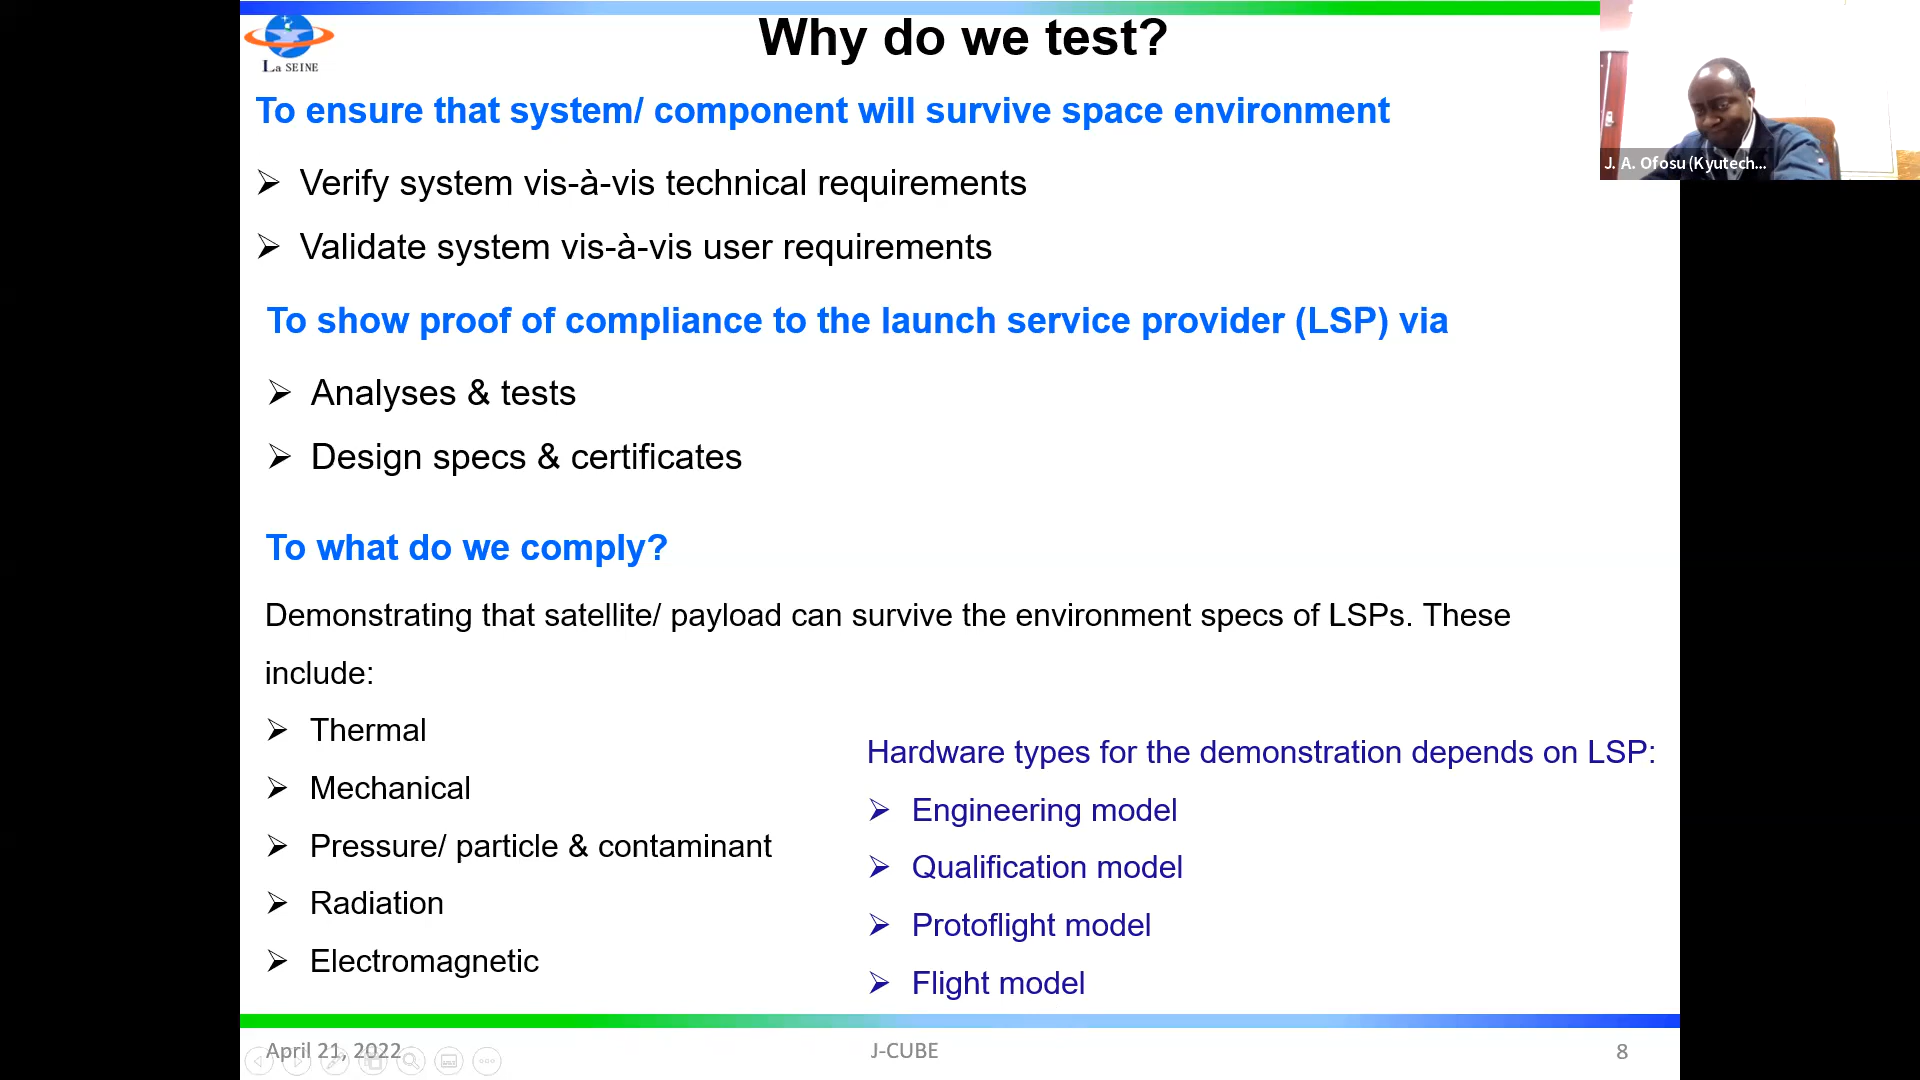 La SEINE
Why do we test?
To ensure that system/ component will survive space environment
Verify system vis-à-vis technical requirements
Validate system vis-à-vis user requirements
To show proof of compliance to the launch service provider (LSP) via
Analyses & tests
Design specs & certificates
To what do we comply?
Demonstrating that satellite/ payload can survive the environment specs of LSPs. These
include:
Thermal
Mechanical
Pressure/ particle & contaminant
Radiation
Electromagnetic
Hardware types for the demonstration depends on LSP:
Engineering model
Qualification model
Protoflight model
Flight model
April 21, 2022
J-CUBE
8
J. A. Ofosu (Kyutech...